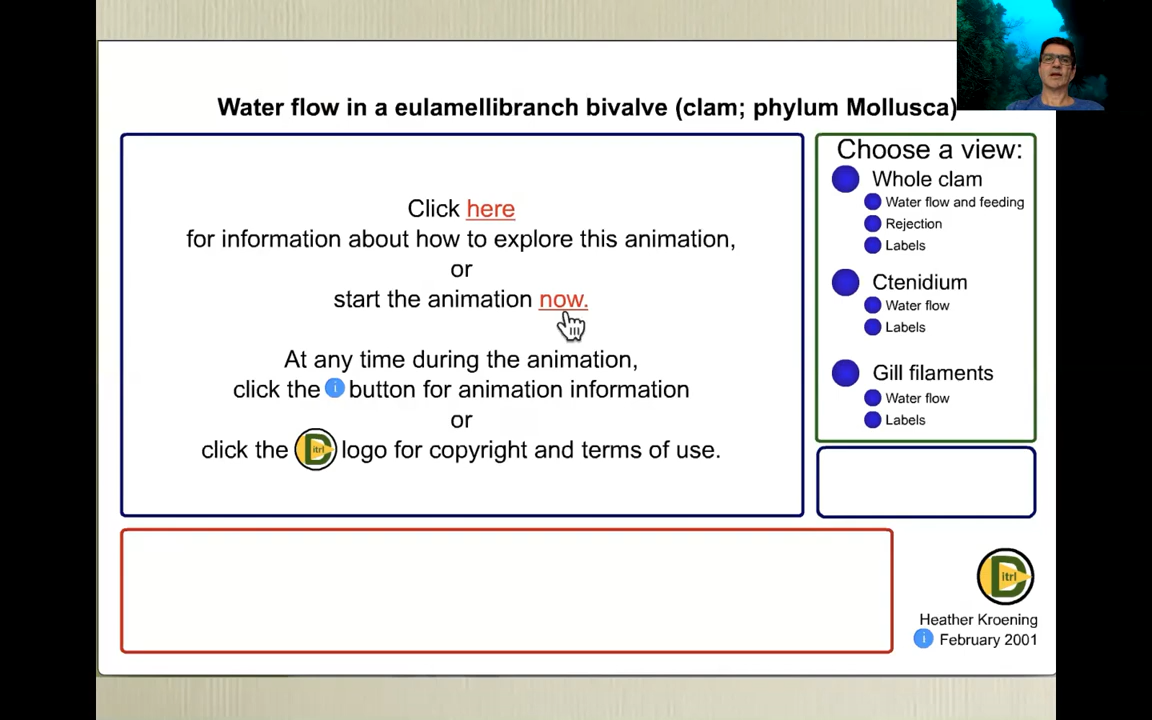 Water flow in a eulamellibranch bivalve (clam; phylum Mollusca)
Click here
for information about how to explore this animation,
or
start the animation now.
At any time during the animation,
click the i button for animation information
or
click the D itrl logo for copyright and terms of use.
Choose a view:
Whole clam
Water flow and feeding
Rejection
Labels
Ctenidium
Water flow
Labels
Gill filaments
Water flow
Labels
D itrl
Heather Kroening
i February 2001